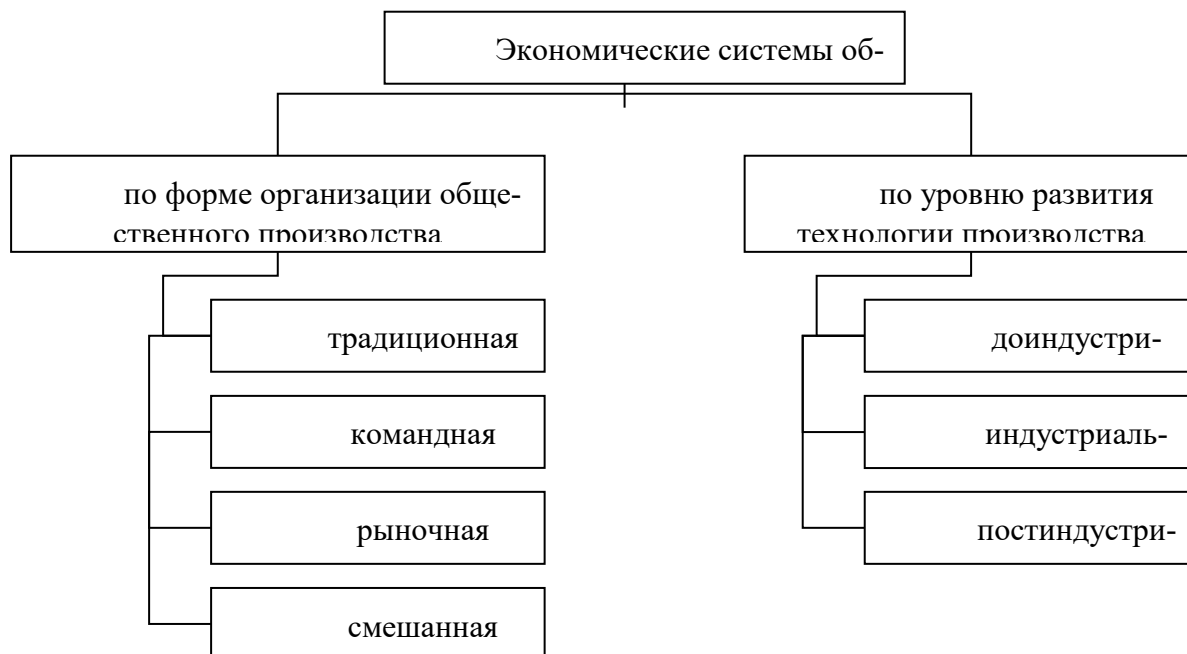 Экономические системы об-
по форме организации обще-
ственного производства
по уровню развития
технологии производства
традиционная
командная
рыночная
смешанная
доиндустри-
индустриаль-
постиндустри-